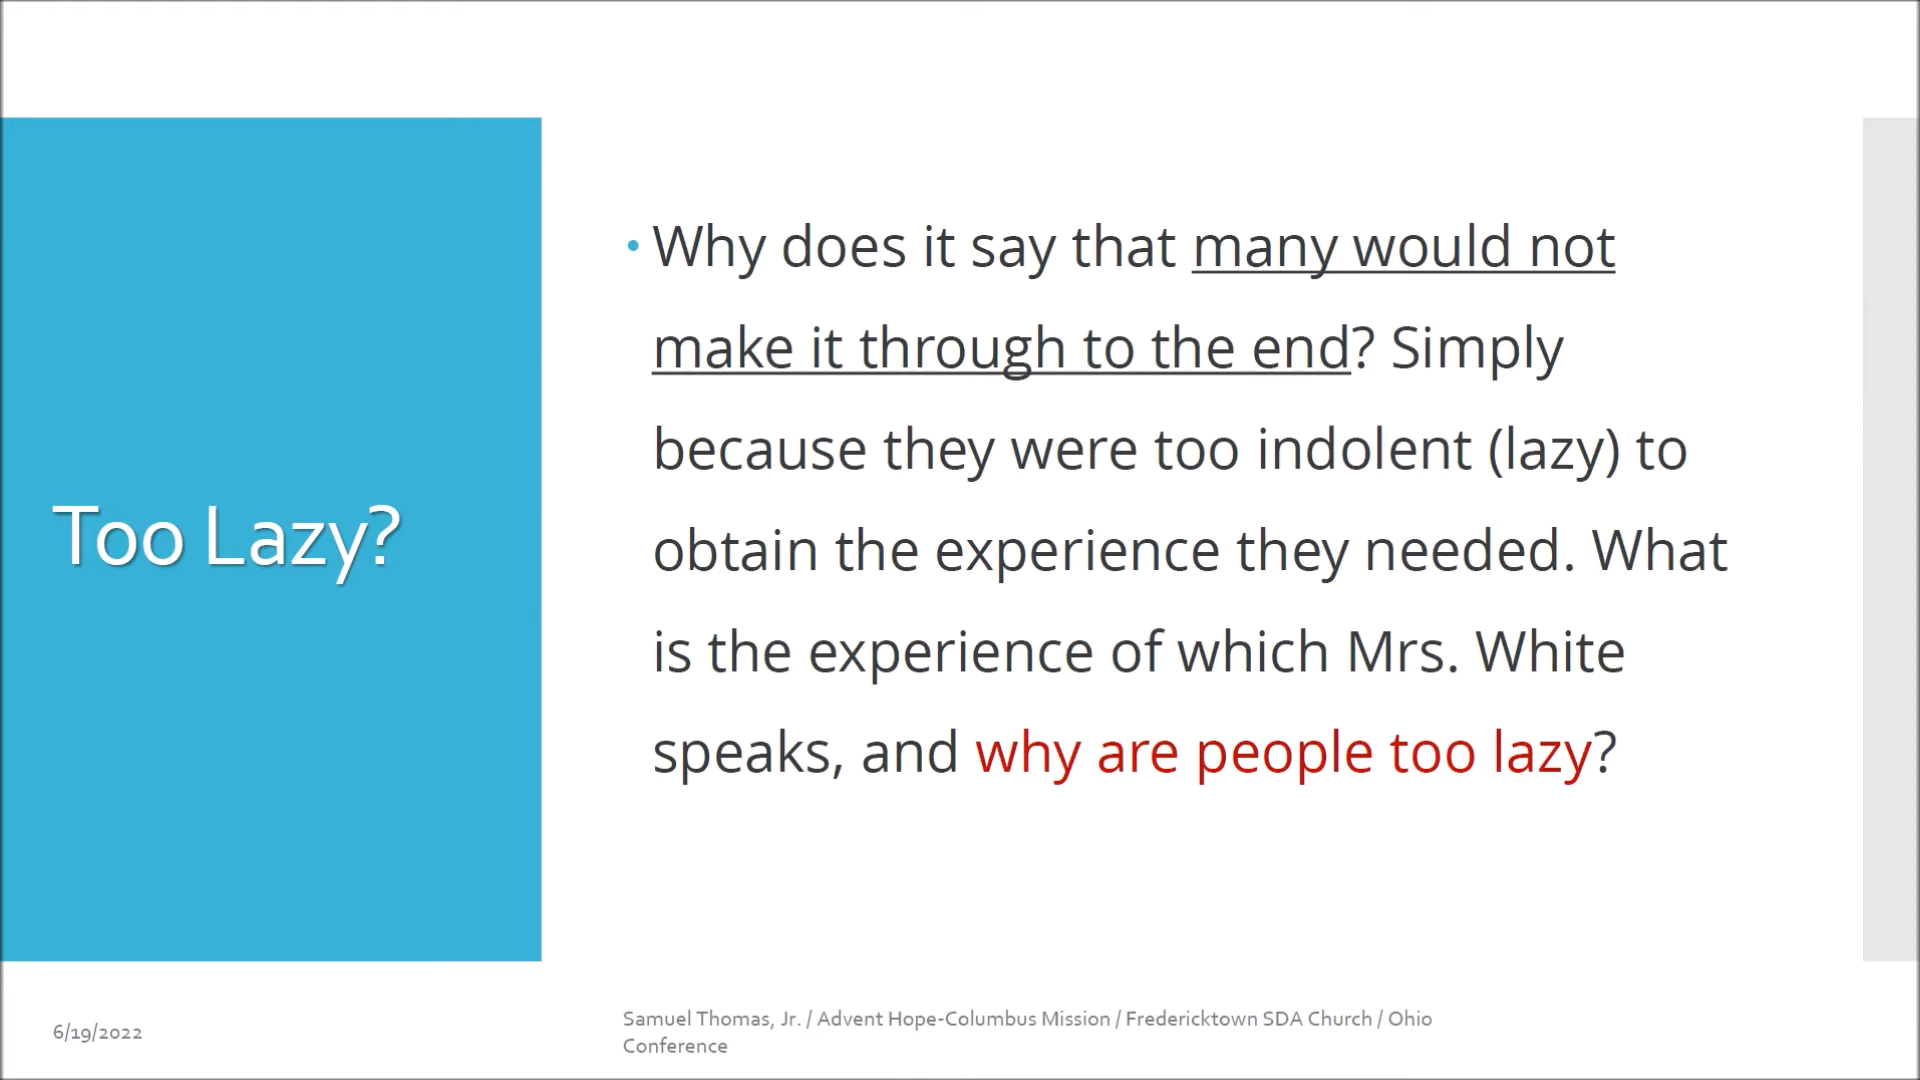 Too Lazy?
• Why does it say that many would not
make it through to the end? Simply
because they were too indolent (lazy) to
obtain the experience they needed. What
is the experience of which Mrs. White
speaks, and why are people too lazy?
6/19/2022
Samuel Thomas, Jr. / Advent Hope-Columbus Mission / Fredericktown SDA Church / Ohio
Conference